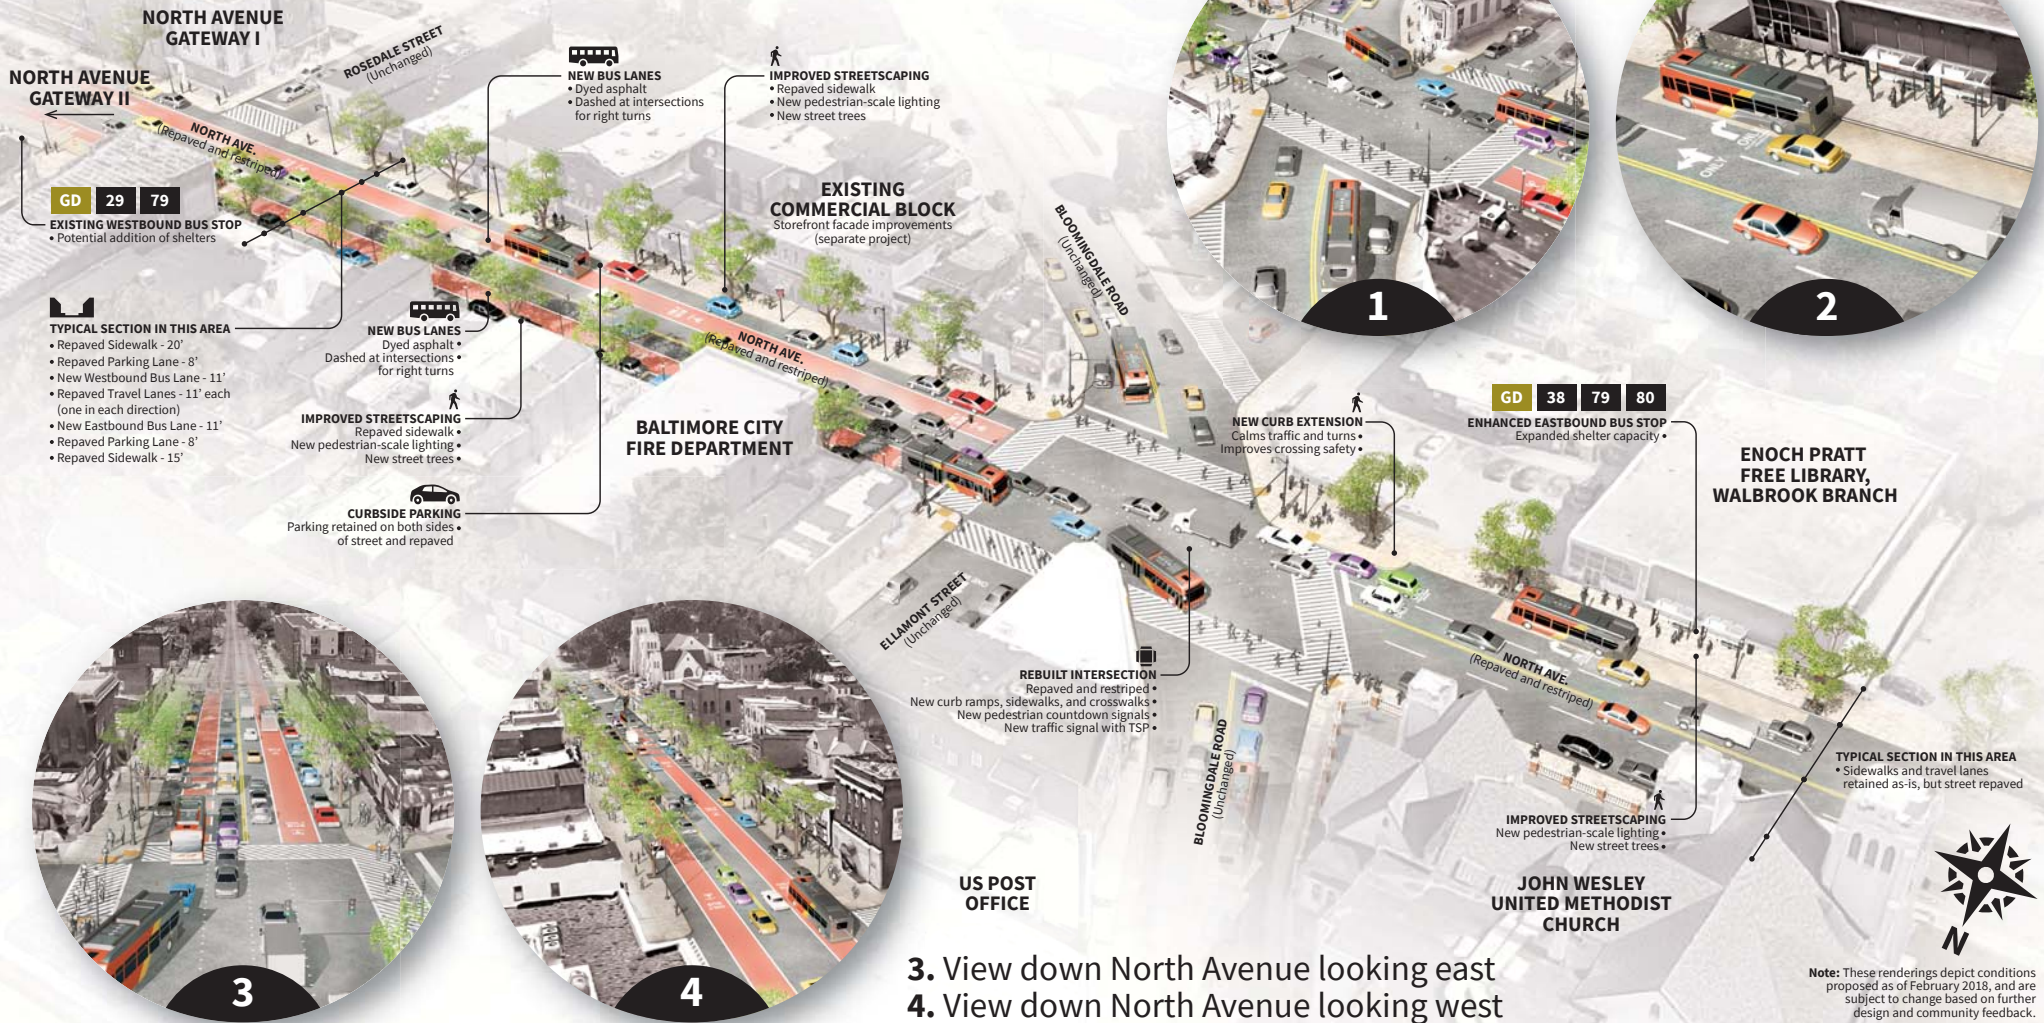 NORTH AVENUE
GATEWAY I
NORTH AVENUE
GATEWAY II
ROSEDALE STREET
(Unchanged)
NORTH AVE.
(Repaved and restriped)
GD 29 79
EXISTING WESTBOUND BUS STOP
• Potential addition of shelters
NEW BUS LANES
• Dyed asphalt
• Dashed at intersections
for right turns
IMPROVED STREETSCAPING
• Repaved sidewalk
• New pedestrian-scale lighting
• New street trees
EXISTING
COMMERCIAL BLOCK
Storefront facade improvements
(separate project)
BLOOMINGDALE ROAD
(Unchanged)
1
ONLY
2
TYPICAL SECTION IN THIS AREA
• Repaved Sidewalk - 20'
• Repaved Parking Lane - 8'
• New Westbound Bus Lane - 11'
• Repaved Travel Lanes - 11' each
(one in each direction)
• New Eastbound Bus Lane - 11'
• Repaved Parking Lane - 8'
• Repaved Sidewalk - 15'
NEW BUS LANES
Dyed asphalt •
Dashed at intersections •
for right turns
IMPROVED STREETSCAPING
Repaved sidewalk •
New pedestrian-scale lighting •
New street trees •
CURBSIDE PARKING
Parking retained on both sides •
of street and repaved
NORTH AVE.
(Repaved and restriped)
BALTIMORE CITY
FIRE DEPARTMENT
NEW CURB EXTENSION
Calms traffic and turns •
Improves crossing safety •
GD 38 79 80
ENHANCED EASTBOUND BUS STOP
Expanded shelter capacity •
ENOCH PRATT
FREE LIBRARY,
WALBROOK BRANCH
ELLAMONT STREET
(Unchanged)
REBUILT INTERSECTION
Repaved and restriped •
New curb ramps, sidewalks, and crosswalks •
New pedestrian countdown signals •
New traffic signal with TSP •
NORTH AVE.
(Repaved and restriped)
BLOOMINGDALE ROAD
(Unchanged)
TYPICAL SECTION IN THIS AREA
• Sidewalks and travel lanes
retained as-is, but street repaved
IMPROVED STREETSCAPING
New pedestrian-scale lighting •
New street trees •
US POST
OFFICE
JOHN WESLEY
UNITED METHODIST
CHURCH
N
3
4
3. View down North Avenue looking east
4. View down North Avenue looking west
Note: These renderings depict conditions
proposed as of February 2018, and are
subject to change based on further
design and community feedback.